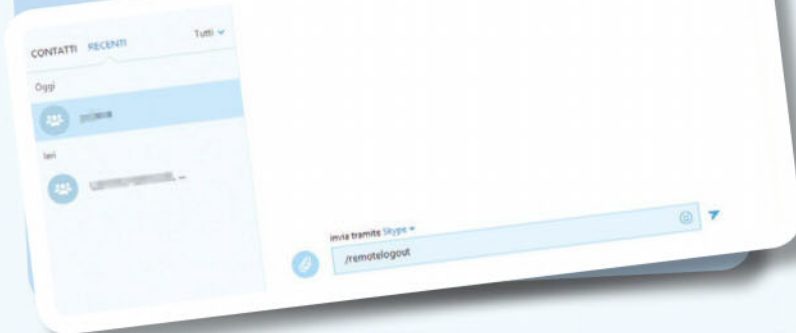 CONTATTI RECENTI Tutti
Oggi
Ieri
invia tramite Skype
/remotelogout